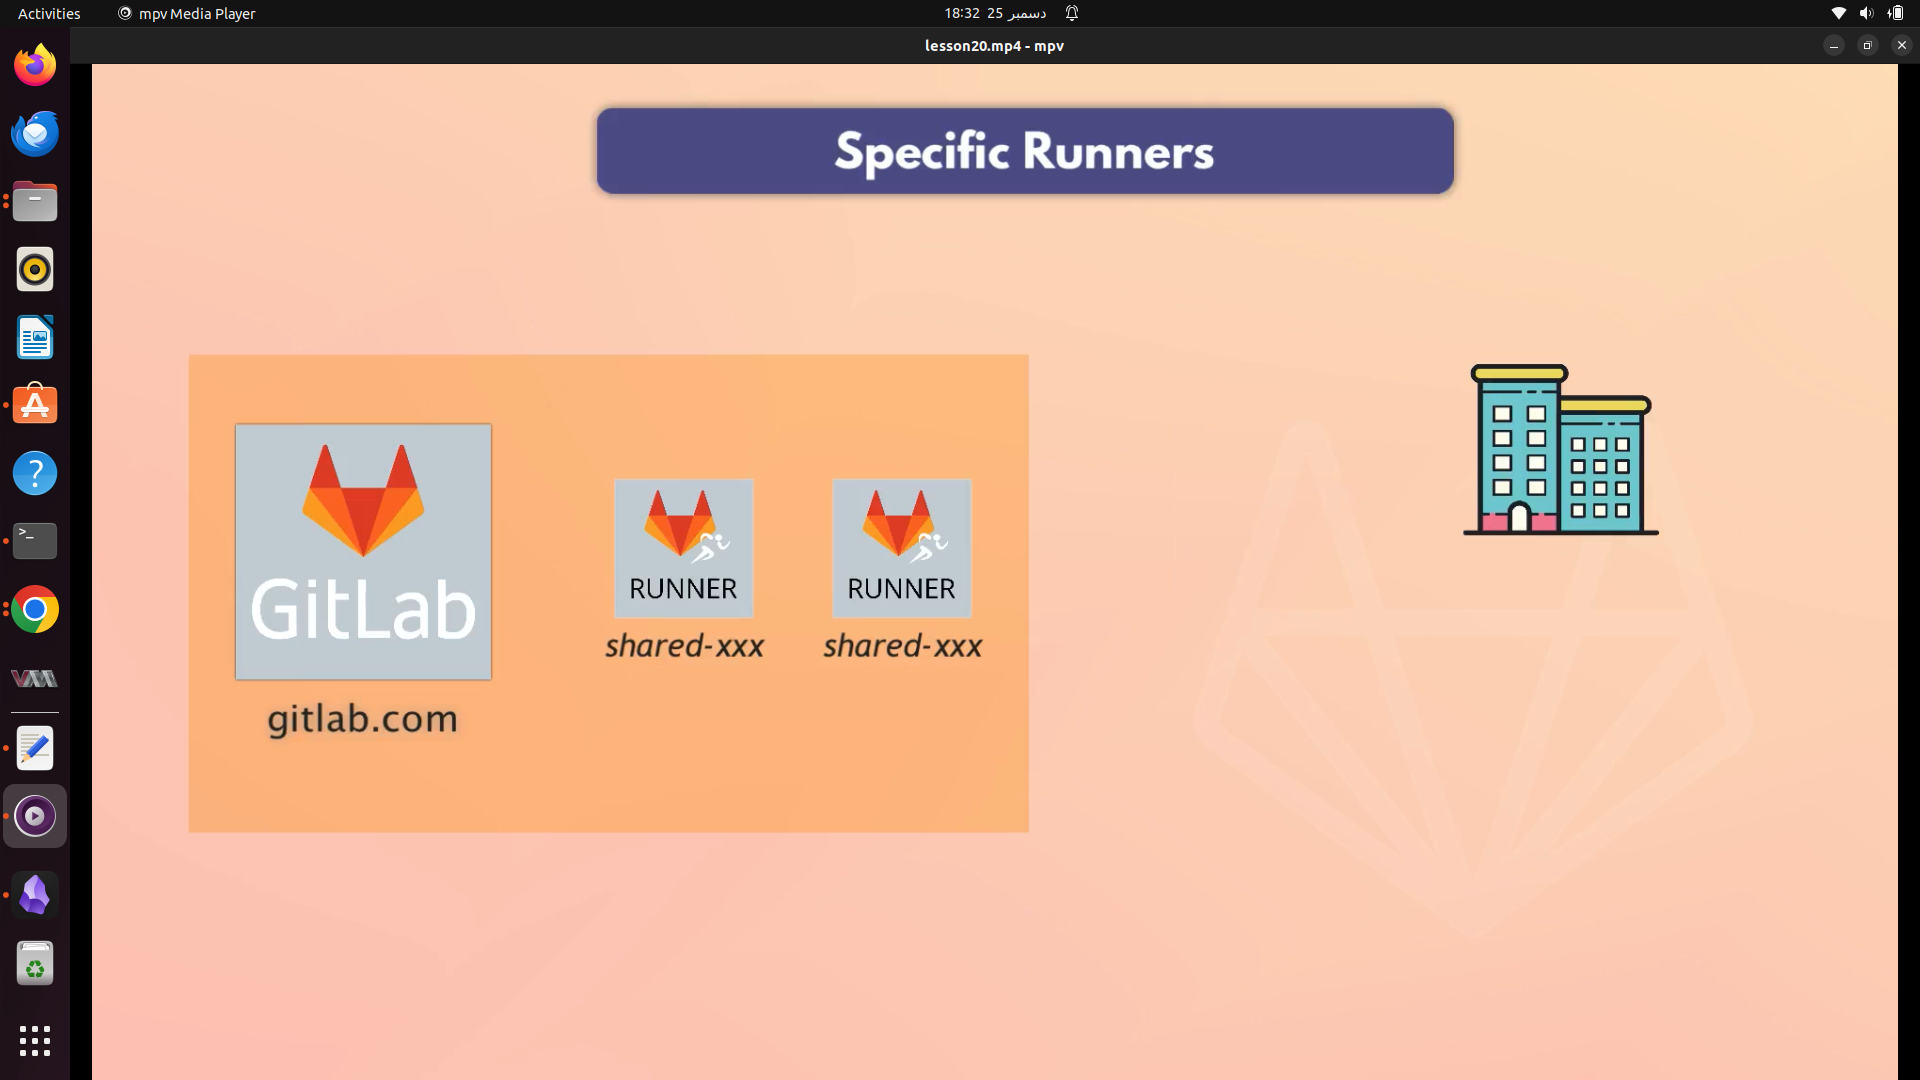 Activities
mpv Media Player
18:32 25 دسمبر
lesson20.mp4 - mpv
Specific Runners
GitLab
gitlab.com
RUNNER
shared-xxx
RUNNER
shared-xxx